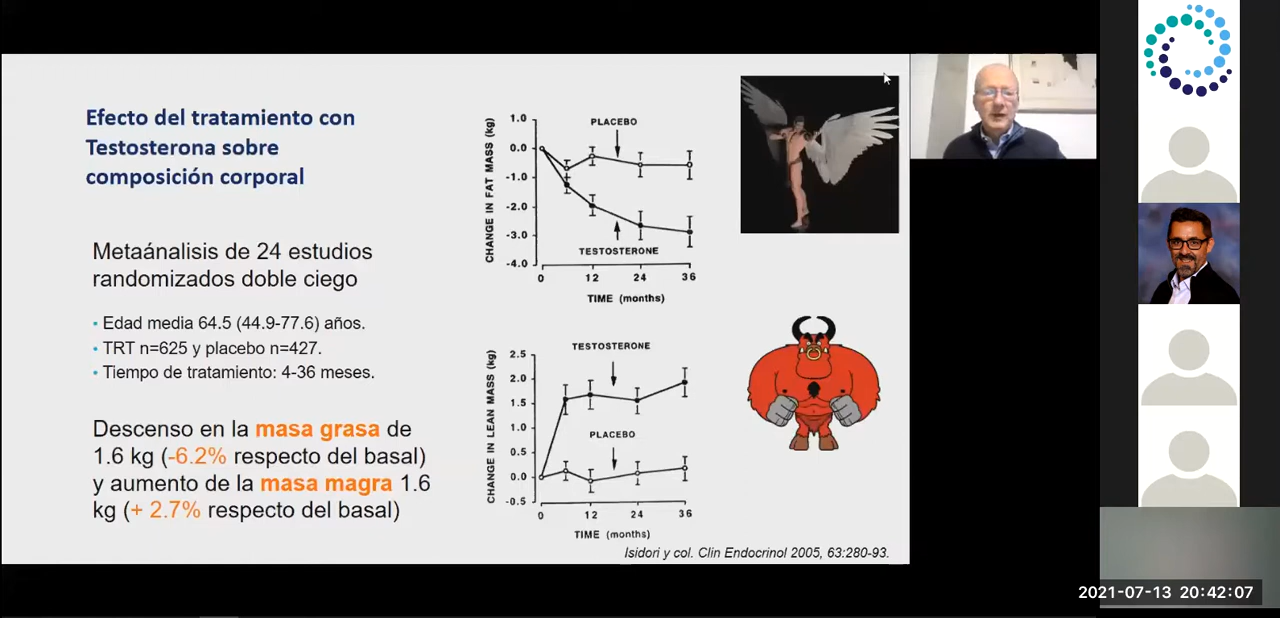 Efecto del tratamiento con
Testosterona sobre
composición corporal
Metaánalisis de 24 estudios
randomizados doble ciego
• Edad media 64.5 (44.9-77.6) años.
• TRT n=625 y placebo n=427.
• Tiempo de tratamiento: 4-36 meses.
Descenso en la masa grasa de
1.6 kg (-6.2% respecto del basal)
y aumento de la masa magra 1.6
kg (+ 2.7% respecto del basal)
CHANGE IN FAT MASS (kg)
1.0
0.0
-1.0
-2.0
-3.0
-4.0
PLACEBO
TESTOSTERONE
0 12 24 36
TIME (months)
CHANGE IN LEAN MASS (kg)
2.5
2.0
1.5
1.0
0.5
0.0
-0.5
TESTOSTERONE
PLACEBO
0 12 24 36
TIME (months)
Isidori y col. Clin Endocrinol 2005, 63:280-93.
2021-07-13 20:42:07